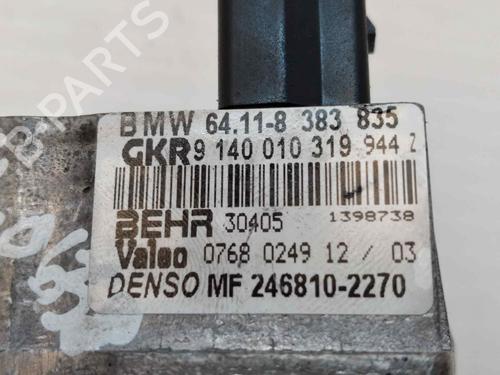 BMW 64.11-8 383 835
GKR 9 140 010 319 944 Z
BEHR 30405 1398738
Valeo 0768 0249 12 / 03
DENSO MF 246810-2270
B-PARTS